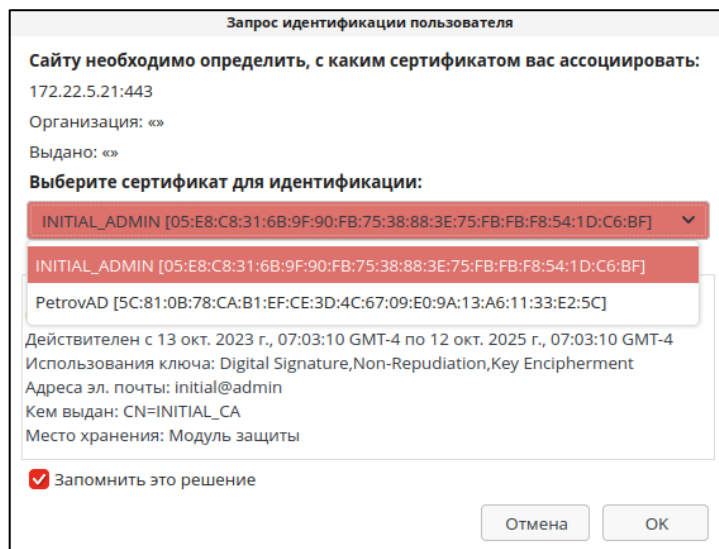 Запрос идентификации пользователя
Сайту необходимо определить, с каким сертификатом вас ассоциировать:
172.22.5.21:443
Организация: «»
Выдано: «»
Выберите сертификат для идентификации:
INITIAL_ADMIN [05:E8:C8:31:6B:9F:90:FB:75:38:88:3E:75:FB:FB:F8:54:1D:C6:BF]
INITIAL_ADMIN [05:E8:C8:31:6B:9F:90:FB:75:38:88:3E:75:FB:FB:F8:54:1D:C6:BF]
PetrovAD [5C:81:0B:78:CA:B1:EF:CE:3D:4C:67:09:E0:9A:13:A6:11:33:E2:5C]
Действителен с 13 окт. 2023 г., 07:03:10 GMT-4 по 12 окт. 2025 г., 07:03:10 GMT-4
Использования ключа: Digital Signature,Non-Repudiation,Key Encipherment
Адреса эл. почты: initial@admin
Кем выдан: CN=INITIAL_CA
Место хранения: Модуль защиты
Запомнить это решение
Отмена
OK